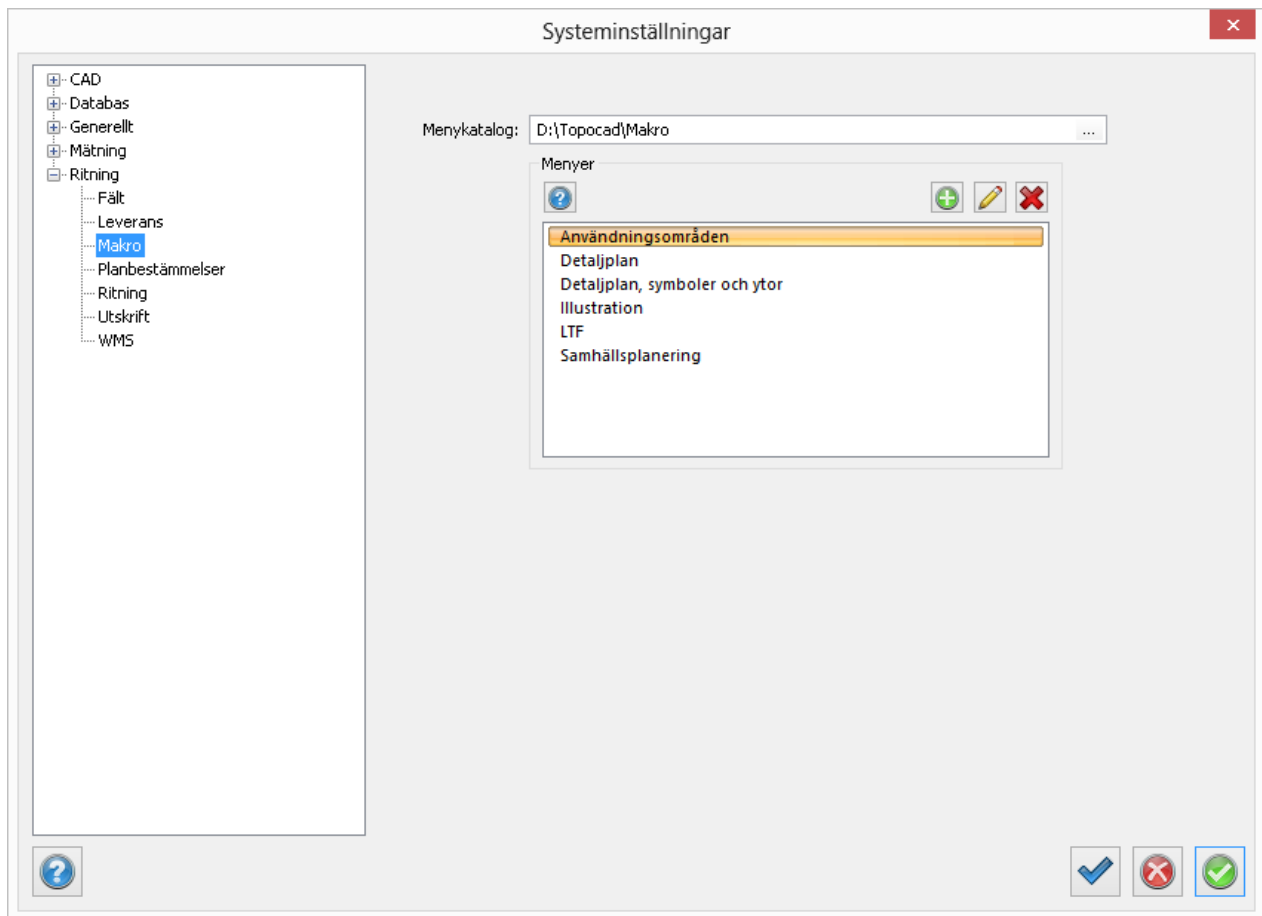 Systeminställningar
CAD
Databas
Generellt
Mätning
Ritning
Fält
Leverans
Makro
Planbestämmelser
Ritning
Utskrift
WMS
Menykatalog: D:\Topocad\Makro ...
Menyer
Användningsområden
Detaljplan
Detaljplan, symboler och ytor
Illustration
LTF
Samhällsplanering